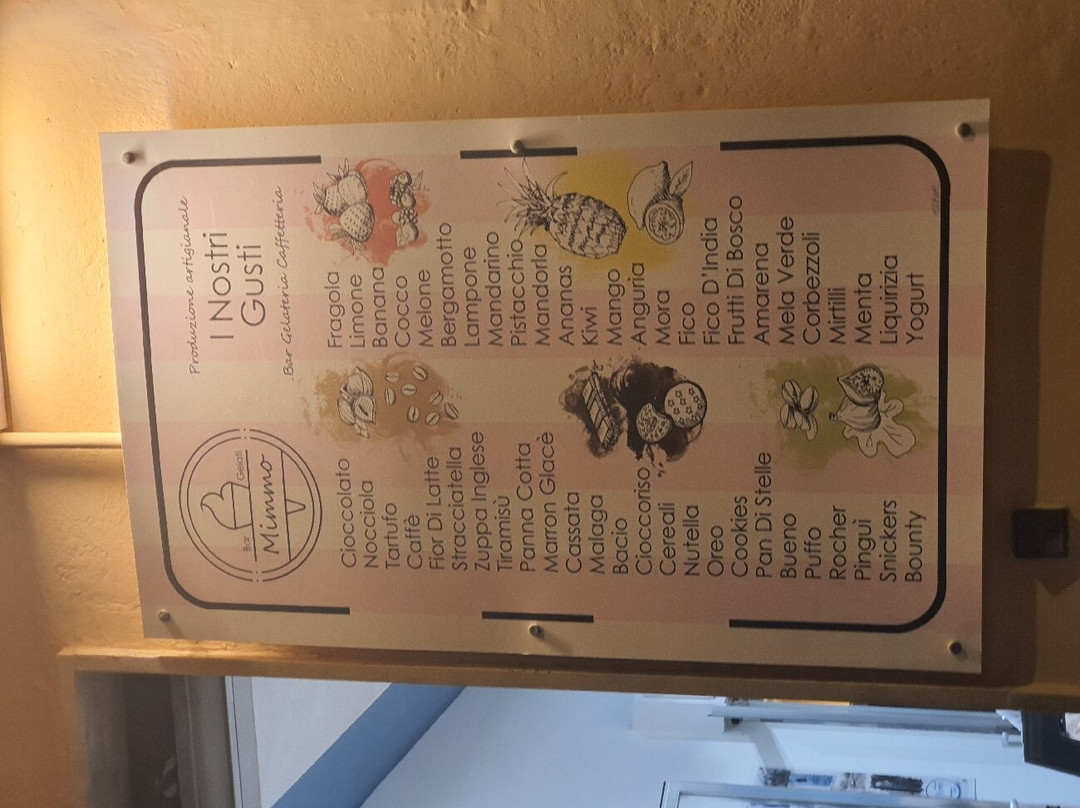 Bar
Gelati
Mimmo
Produzione artigianale
I Nostri
Gusti
Bar Gelateria Caffetteria
Cioccolato
Nocciola
Tartufo
Caffè
Fior Di Latte
Stracciatella
Zuppa Inglese
Tiramisù
Panna Cotta
Marron Glacè
Cassata
Malaga
Bacio
Cioccoriso
Cereali
Nutella
Oreo
Cookies
Pan Di Stelle
Bueno
Puffo
Rocher
Pingui
Snickers
Bounty
Fragola
Limone
Banana
Cocco
Melone
Bergamotto
Lampone
Mandarino
Pistacchio
Mandorla
Ananas
Kiwi
Mango
Anguria
Mora
Fico
Fico D'India
Frutti Di Bosco
Amarena
Mela Verde
Corbezzoli
Mirtilli
Menta
Liquirizia
Yogurt